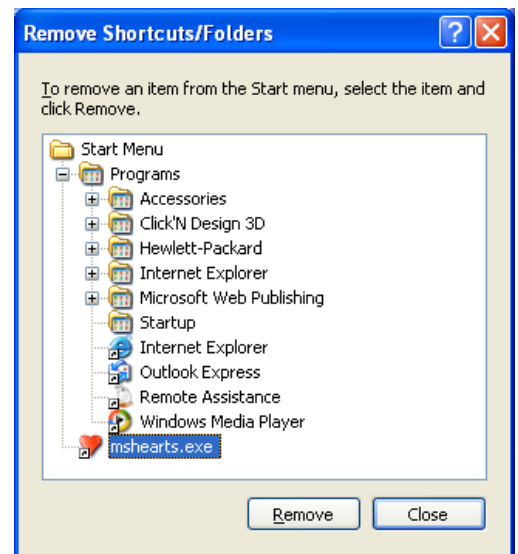 Remove Shortcuts/Folders
To remove an item from the Start menu, select the item and
click Remove.
Start Menu
Programs
Accessories
Click'N Design 3D
Hewlett-Packard
Internet Explorer
Microsoft Web Publishing
Startup
Internet Explorer
Outlook Express
Remote Assistance
Windows Media Player
mshearts.exe
Remove
Close